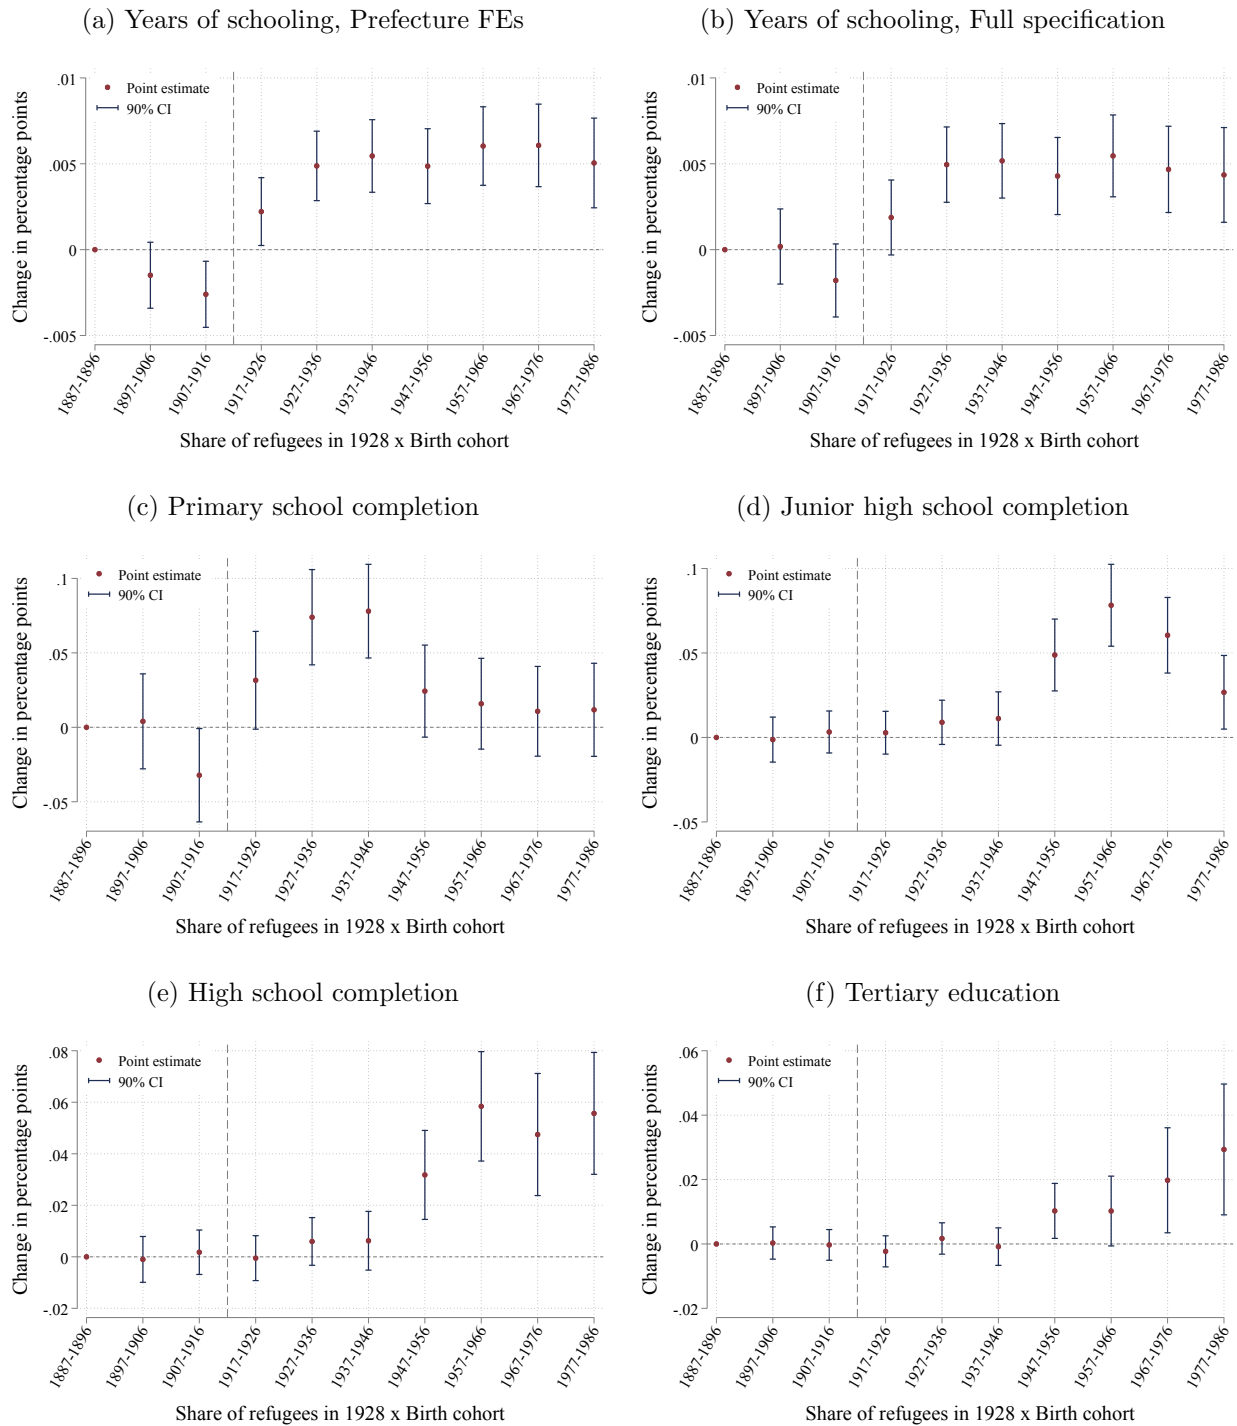 (a) Years of schooling, Prefecture FEs
.01
.005
0
-.005
Change in percentage points
Point estimate
90% CI
1887-1896
1897-1906
1907-1916
1917-1926
1927-1936
1937-1946
1947-1956
1957-1966
1967-1976
1977-1986
Share of refugees in 1928 x Birth cohort
(b) Years of schooling, Full specification
.01
.005
0
-.005
Change in percentage points
Point estimate
90% CI
1887-1896
1897-1906
1907-1916
1917-1926
1927-1936
1937-1946
1947-1956
1957-1966
1967-1976
1977-1986
Share of refugees in 1928 x Birth cohort
(c) Primary school completion
.1
.05
0
-.05
Change in percentage points
Point estimate
90% CI
1887-1896
1897-1906
1907-1916
1917-1926
1927-1936
1937-1946
1947-1956
1957-1966
1967-1976
1977-1986
Share of refugees in 1928 x Birth cohort
(d) Junior high school completion
.1
.05
0
-.05
Change in percentage points
Point estimate
90% CI
1887-1896
1897-1906
1907-1916
1917-1926
1927-1936
1937-1946
1947-1956
1957-1966
1967-1976
1977-1986
Share of refugees in 1928 x Birth cohort
(e) High school completion
.08
.06
.04
.02
0
-.02
Change in percentage points
Point estimate
90% CI
1887-1896
1897-1906
1907-1916
1917-1926
1927-1936
1937-1946
1947-1956
1957-1966
1967-1976
1977-1986
Share of refugees in 1928 x Birth cohort
(f) Tertiary education
.06
.04
.02
0
-.02
Change in percentage points
Point estimate
90% CI
1887-1896
1897-1906
1907-1916
1917-1926
1927-1936
1937-1946
1947-1956
1957-1966
1967-1976
1977-1986
Share of refugees in 1928 x Birth cohort